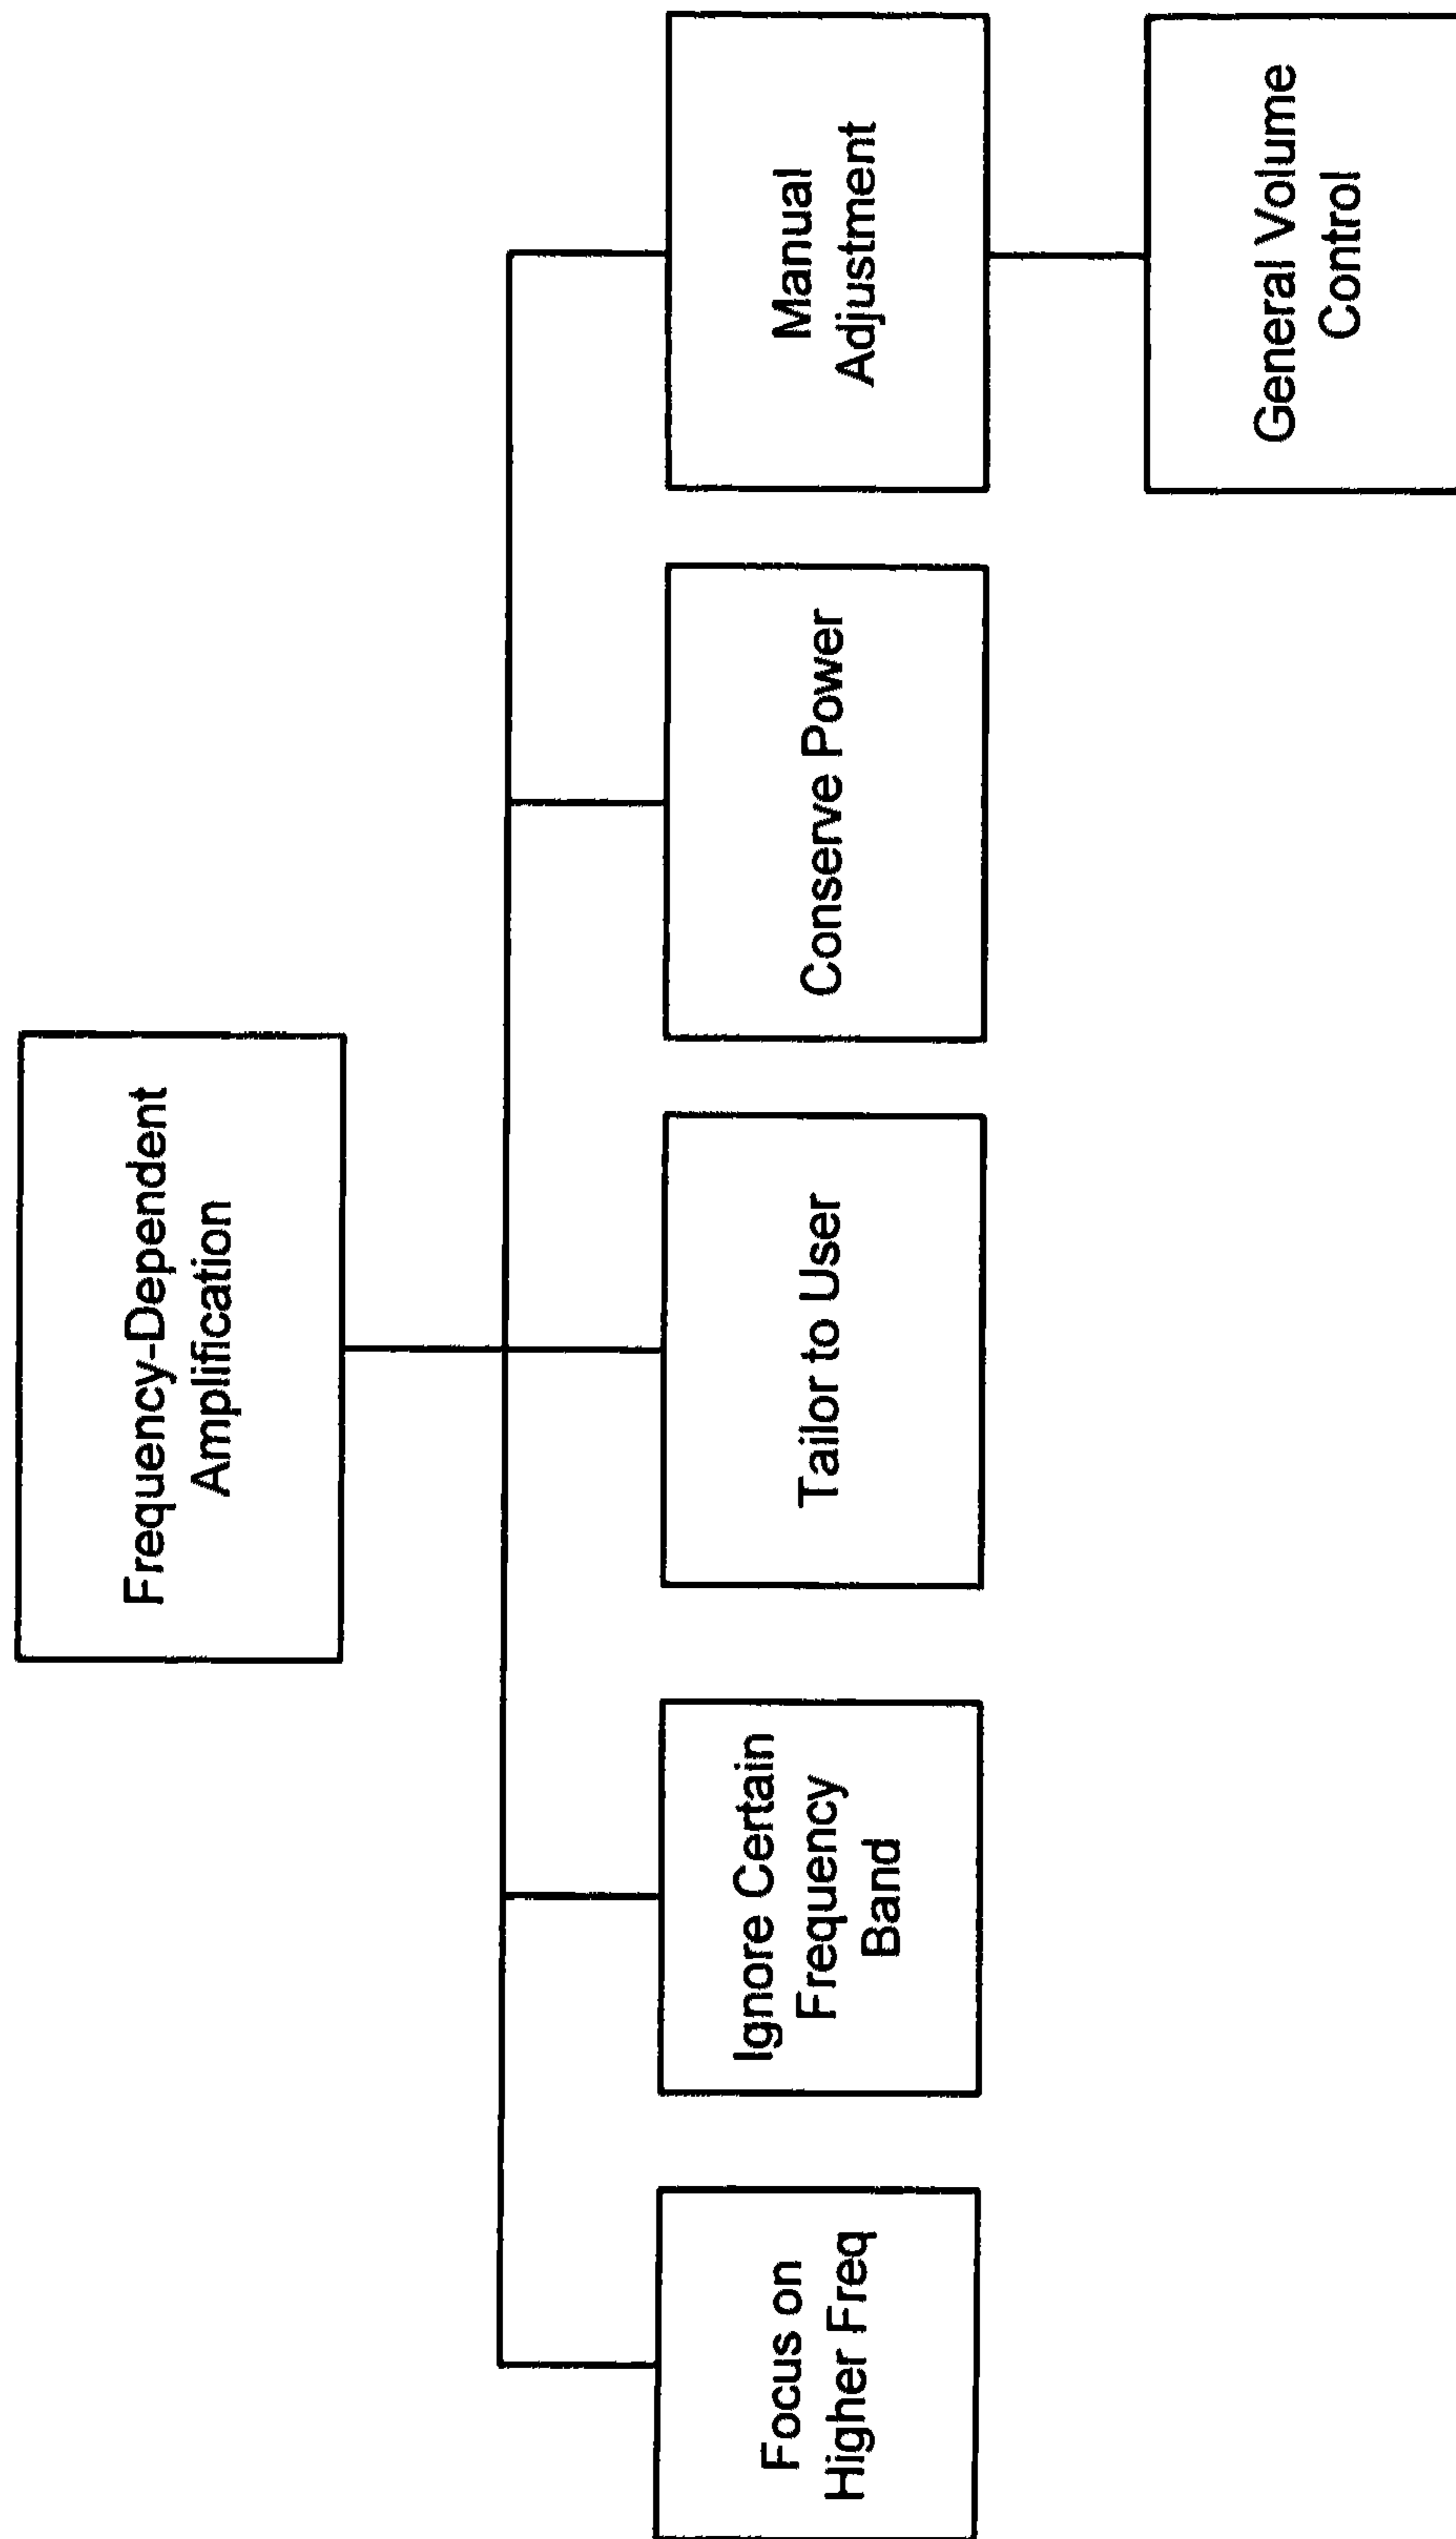 Frequency-Dependent
Amplification
Focus on
Higher Freq
Ignore Certain
Frequency
Band
Tailor to User
Conserve Power
Manual
Adjustment
General Volume
Control